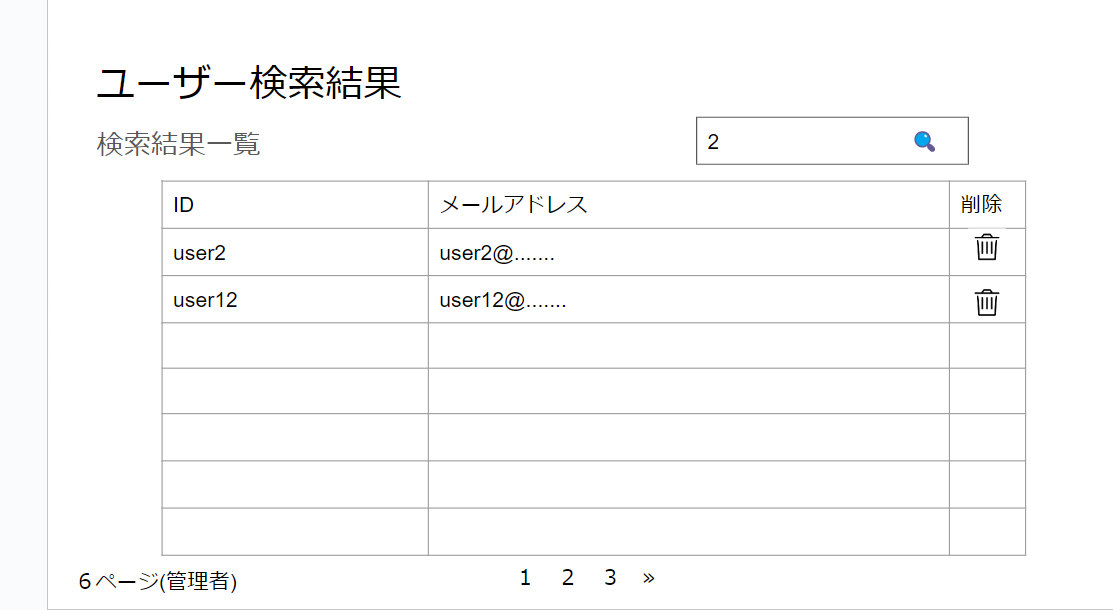 ユーザー検索結果
検索結果一覧
2
ID メールアドレス 削除
user2 user2@.......
user12 user12@.......
6ページ(管理者)
1 2 3 »